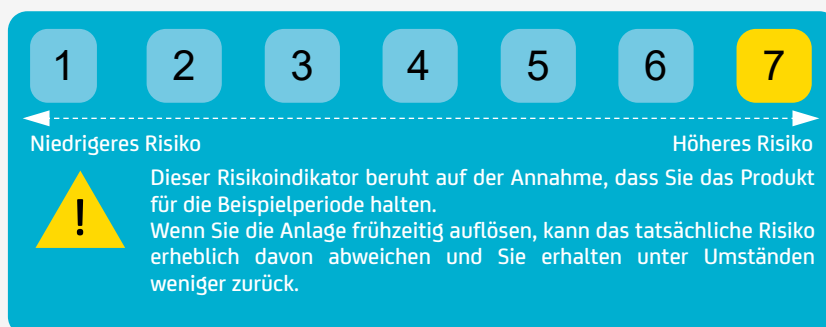 1 2 3 4 5 6 7
Niedrigeres Risiko Höheres Risiko
! Dieser Risikoindikator beruht auf der Annahme, dass Sie das Produkt
für die Beispielperiode halten.
Wenn Sie die Anlage frühzeitig auflösen, kann das tatsächliche Risiko
erheblich davon abweichen und Sie erhalten unter Umständen
weniger zurück.